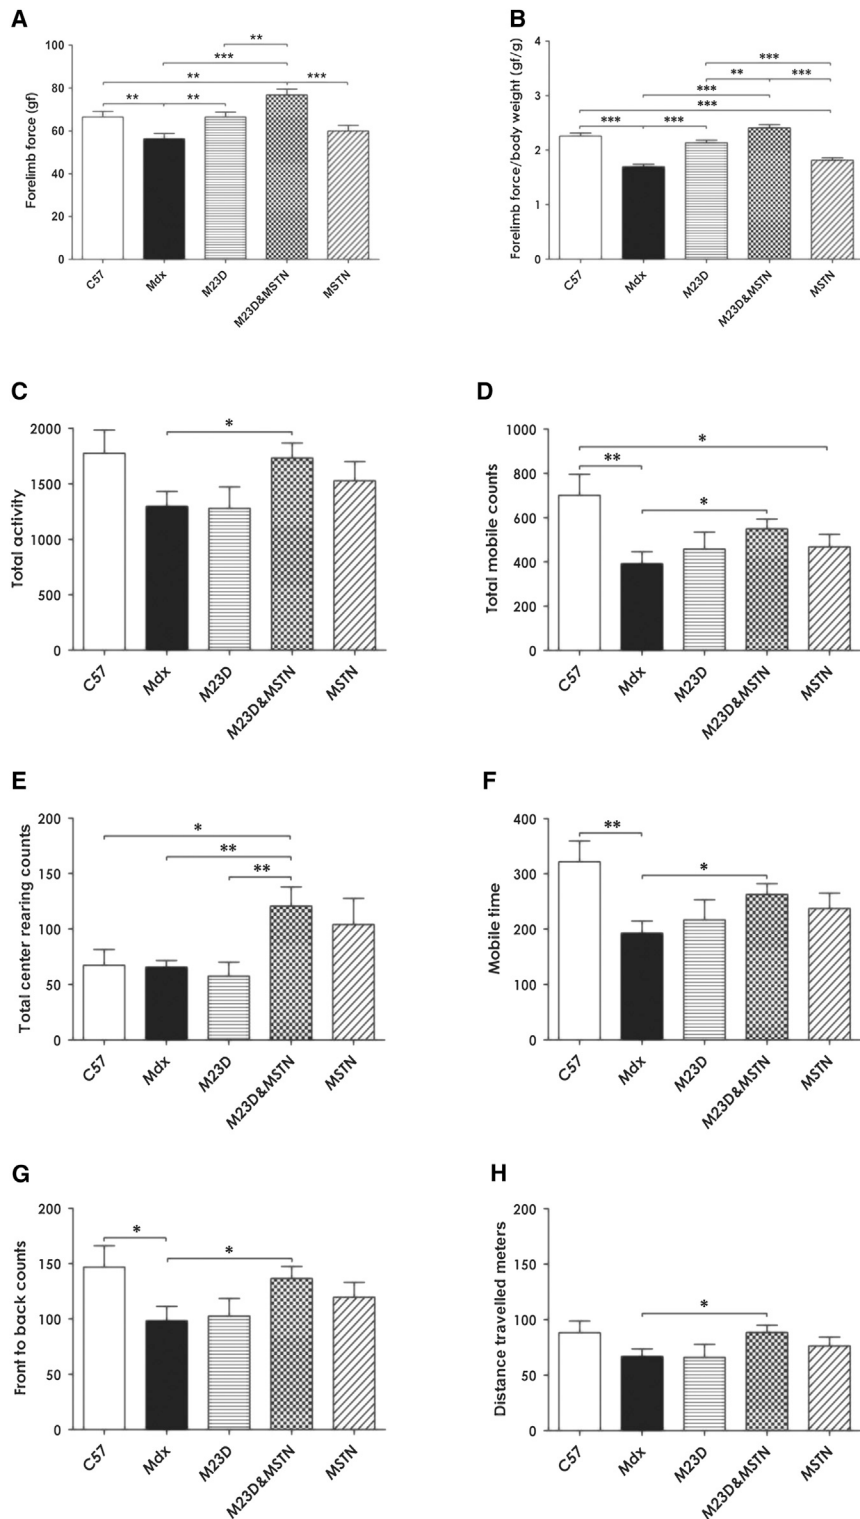 A
Forelimb force (gf)
100
80
60
40
20
0
**
***
**
***
**
**
C57
Mdx
M23D
M23D&MSTN
MSTN
B
Forelimb force/body weight (gf/g)
4
3
2
1
0
***
**
***
***
***
***
***
C57
Mdx
M23D
M23D&MSTN
MSTN
C
Total activity
2000
1500
1000
500
0
*
C57
Mdx
M23D
M23D&MSTN
MSTN
D
Total mobile counts
1000
800
600
400
200
0
*
**
*
C57
Mdx
M23D
M23D&MSTN
MSTN
E
Total center rearing counts
200
150
100
50
0
*
**
**
C57
Mdx
M23D
M23D&MSTN
MSTN
F
Mobile time
400
300
200
100
0
**
*
C57
Mdx
M23D
M23D&MSTN
MSTN
G
Front to back counts
200
150
100
50
0
*
*
C57
Mdx
M23D
M23D&MSTN
MSTN
H
Distance travelled meters
200
150
100
50
0
*
C57
Mdx
M23D
M23D&MSTN
MSTN